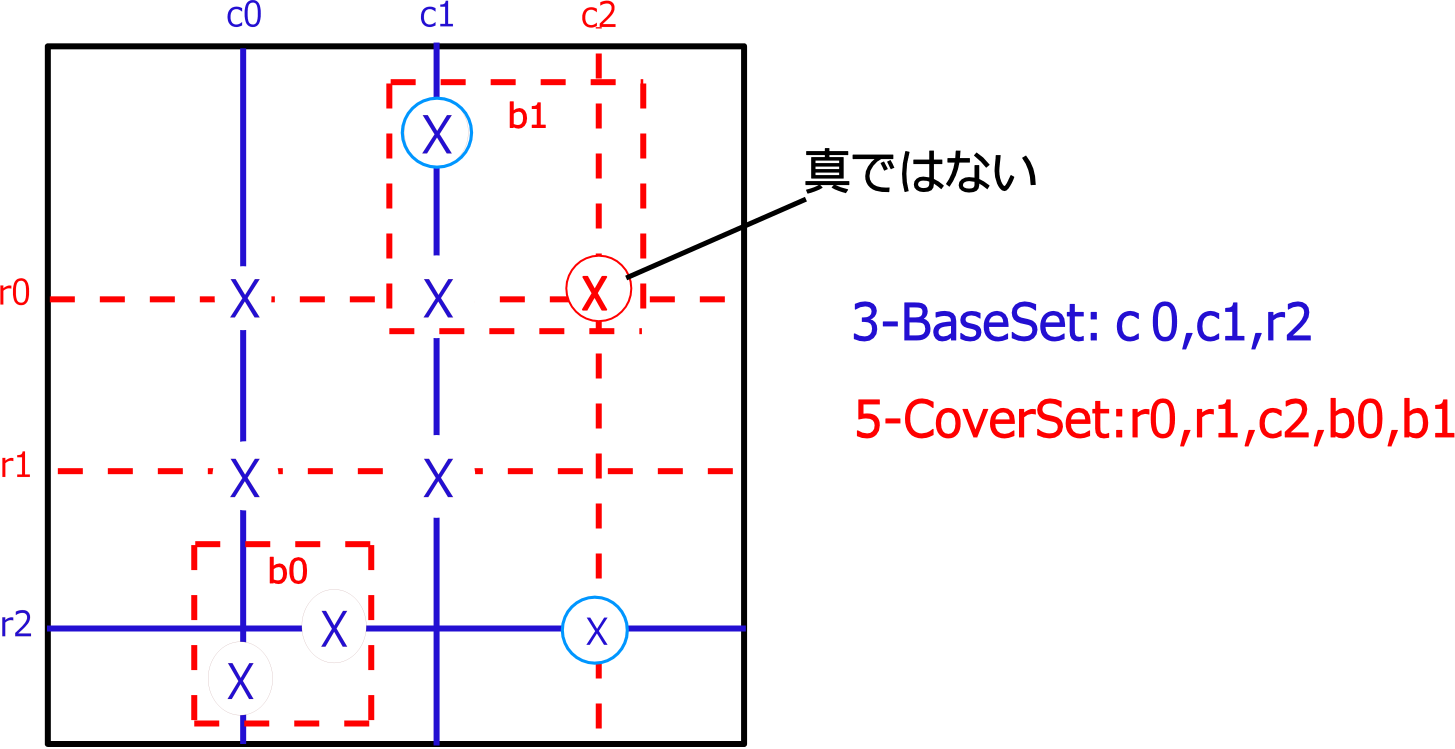 c0 c1 c2
X b1
真ではない
r0 X X X
3-BaseSet: c 0,c1,r2
5-CoverSet:r0,r1,c2,b0,b1
r1 X X
b0
r2 X X
X